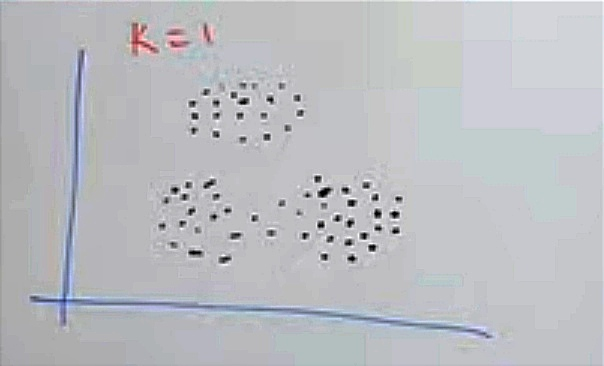 K = 1